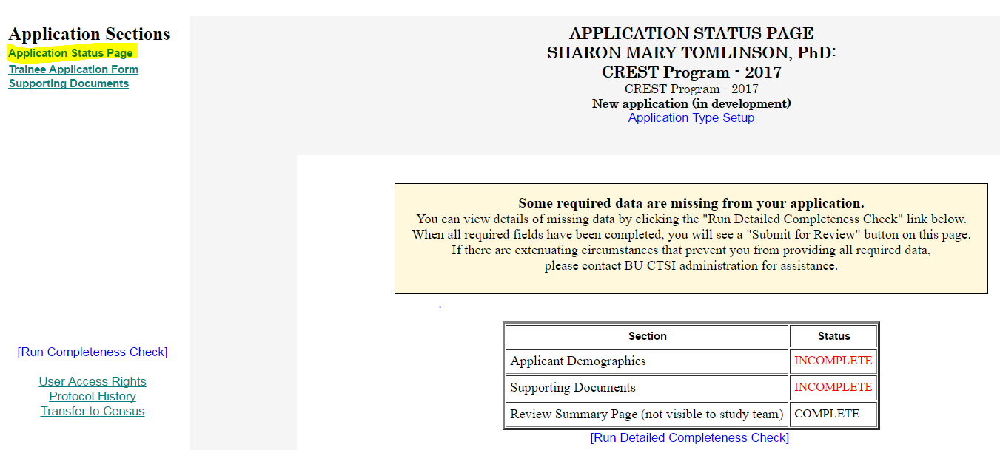 Application Sections
Application Status Page
Trainee Application Form
Supporting Documents
[Run Completeness Check]
User Access Rights
Protocol History
Transfer to Census
APPLICATION STATUS PAGE
SHARON MARY TOMLINSON, PhD:
CREST Program - 2017
CREST Program - 2017
New application (in development)
Application Type Setup
Some required data are missing from your application.
You can view details of missing data by clicking the "Run Detailed Completeness Check" link below.
When all required fields have been completed, you will see a "Submit for Review" button on this page.
If there are extenuating circumstances that prevent you from providing all required data,
please contact BU CTSI administration for assistance.
Section Status
Applicant Demographics INCOMPLETE
Supporting Documents INCOMPLETE
Review Summary Page (not visible to study team) COMPLETE
[Run Detailed Completeness Check]